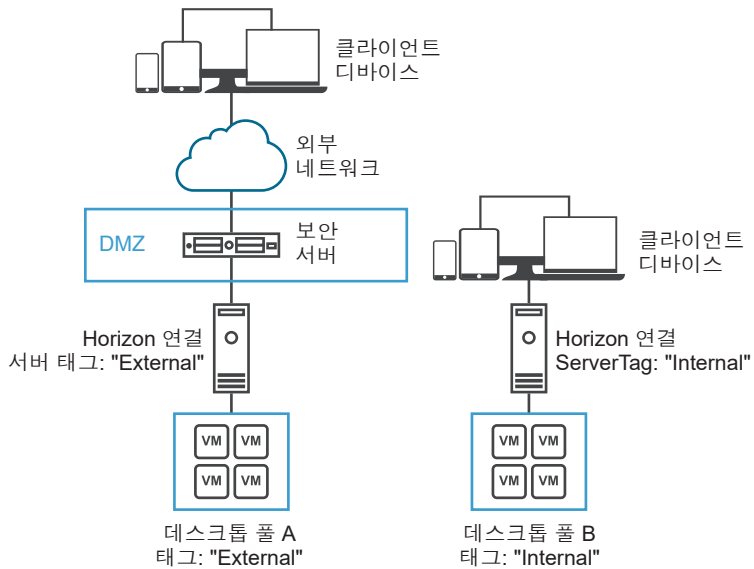 클라이언트
디바이스
외부
네트워크
DMZ
보안
서버
Horizon 연결
서버 태그: "External"
VM VM
VM VM
데스크톱 풀 A
태그: "External"
클라이언트
디바이스
Horizon 연결
ServerTag: "Internal"
VM VM
VM VM
데스크톱 풀 B
태그: "Internal"